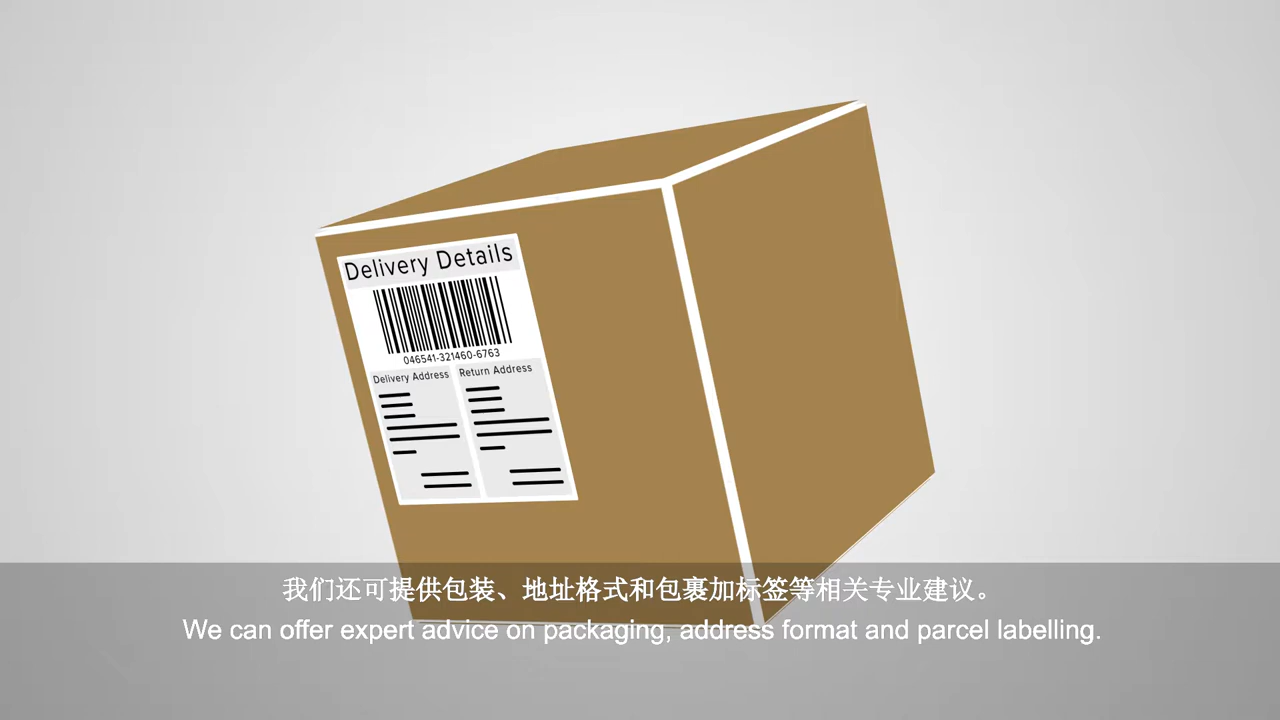 Delivery Details
046541-321460-6763
Delivery Address
Return Address
我们还可提供包装、地址格式和包裹加标签等相关专业建议。
We can offer expert advice on packaging, address format and parcel labelling.